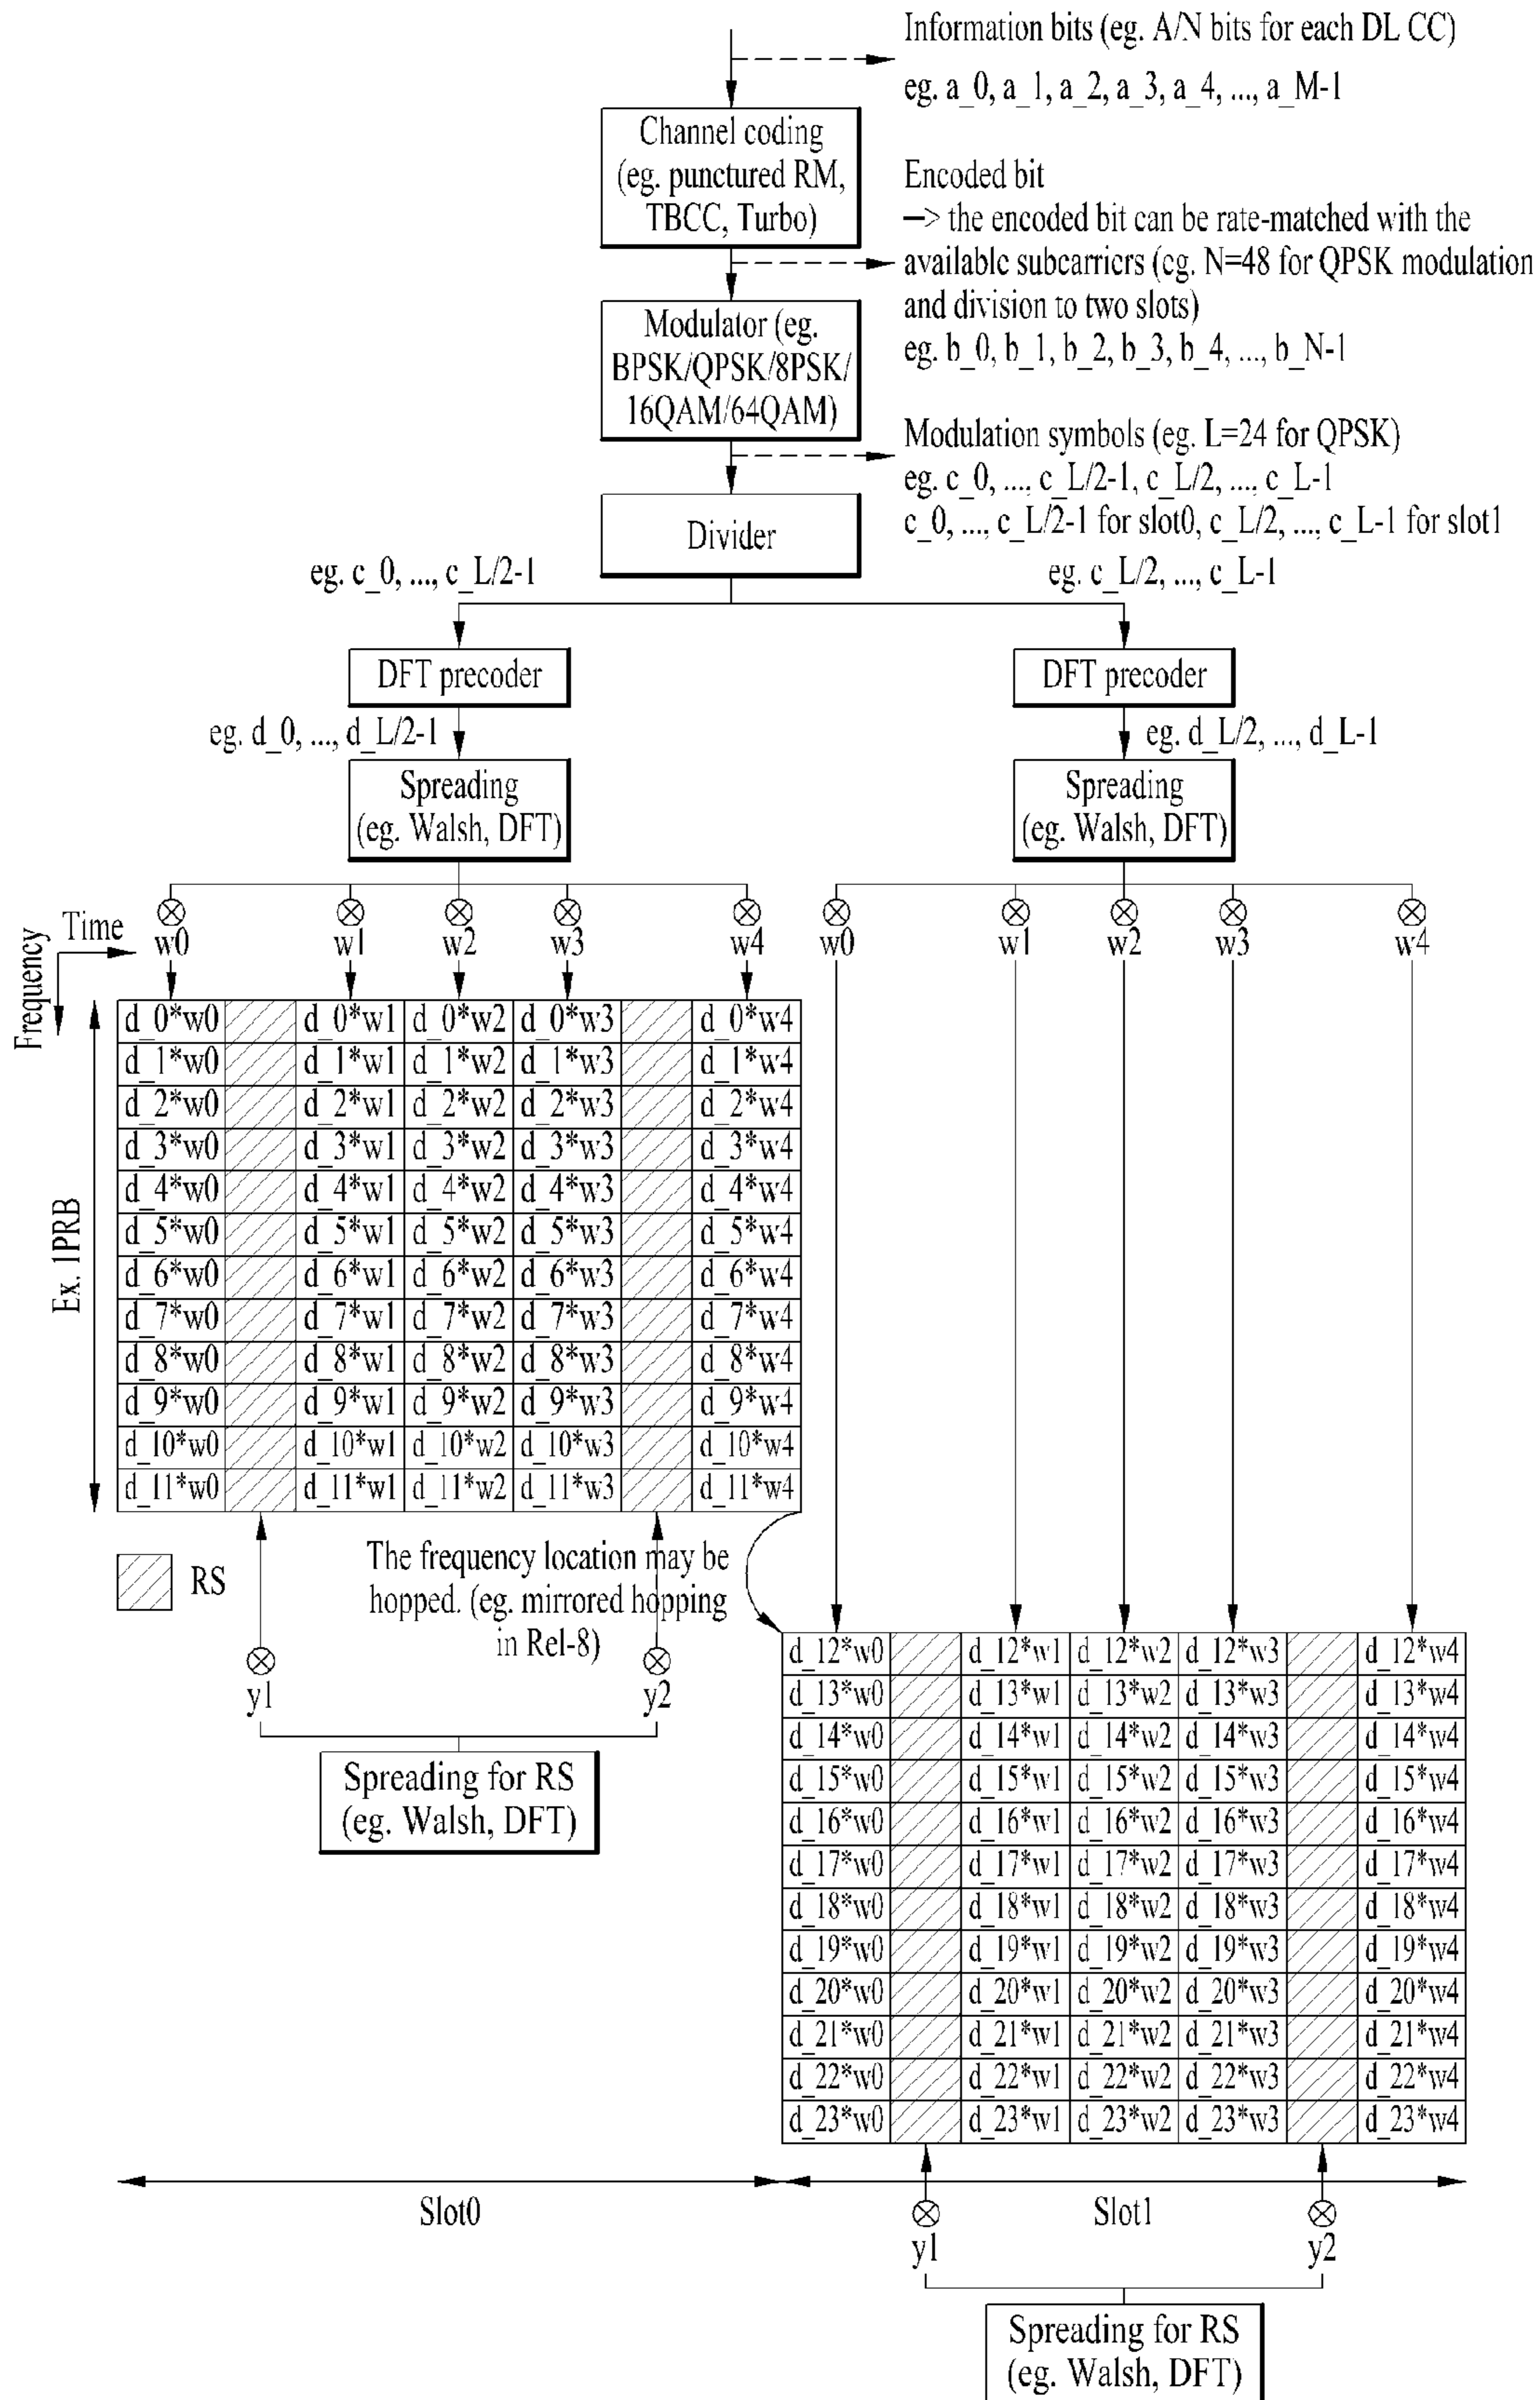 Information bits (eg. A/N bits for each DL CC)
eg. a_0, a_1, a_2, a_3, a_4, ..., a_M-1
Channel coding
(eg. punctured RM,
TBCC, Turbo)
Encoded bit
—> the encoded bit can be rate-matched with the
available subcarriers (eg. N=48 for QPSK modulation
and division to two slots)
eg. b_0, b_1, b_2, b_3, b_4, ..., b_N-1
Modulator (eg.
BPSK/QPSK/8PSK/
16QAM/64QAM)
Modulation symbols (eg. L=24 for QPSK)
eg. c_0, ..., c_L/2-1, c_L/2, ..., c_L-1
c_0, ..., c_L/2-1 for slot0, c_L/2, ..., c_L-1 for slot1
Divider
eg. c_0, ..., c_L/2-1
eg. c_L/2, ..., c_L-1
DFT precoder
DFT precoder
eg. d_0, ..., d_L/2-1
eg. d_L/2, ..., d_L-1
Spreading
(eg. Walsh, DFT)
Spreading
(eg. Walsh, DFT)
Time
Frequency
w0 w1 w2 w3 w4
w0 w1 w2 w3 w4
Ex. 1PRB
d_0*w0 d_0*w1 d_0*w2 d_0*w3 d_0*w4
d_1*w0 d_1*w1 d_1*w2 d_1*w3 d_1*w4
d_2*w0 d_2*w1 d_2*w2 d_2*w3 d_2*w4
d_3*w0 d_3*w1 d_3*w2 d_3*w3 d_3*w4
d_4*w0 d_4*w1 d_4*w2 d_4*w3 d_4*w4
d_5*w0 d_5*w1 d_5*w2 d_5*w3 d_5*w4
d_6*w0 d_6*w1 d_6*w2 d_6*w3 d_6*w4
d_7*w0 d_7*w1 d_7*w2 d_7*w3 d_7*w4
d_8*w0 d_8*w1 d_8*w2 d_8*w3 d_8*w4
d_9*w0 d_9*w1 d_9*w2 d_9*w3 d_9*w4
d_10*w0 d_10*w1 d_10*w2 d_10*w3 d_10*w4
d_11*w0 d_11*w1 d_11*w2 d_11*w3 d_11*w4
RS
The frequency location may be
hopped. (eg. mirrored hopping
in Rel-8)
y1 y2
Spreading for RS
(eg. Walsh, DFT)
d_12*w0 d_12*w1 d_12*w2 d_12*w3 d_12*w4
d_13*w0 d_13*w1 d_13*w2 d_13*w3 d_13*w4
d_14*w0 d_14*w1 d_14*w2 d_14*w3 d_14*w4
d_15*w0 d_15*w1 d_15*w2 d_15*w3 d_15*w4
d_16*w0 d_16*w1 d_16*w2 d_16*w3 d_16*w4
d_17*w0 d_17*w1 d_17*w2 d_17*w3 d_17*w4
d_18*w0 d_18*w1 d_18*w2 d_18*w3 d_18*w4
d_19*w0 d_19*w1 d_19*w2 d_19*w3 d_19*w4
d_20*w0 d_20*w1 d_20*w2 d_20*w3 d_20*w4
d_21*w0 d_21*w1 d_21*w2 d_21*w3 d_21*w4
d_22*w0 d_22*w1 d_22*w2 d_22*w3 d_22*w4
d_23*w0 d_23*w1 d_23*w2 d_23*w3 d_23*w4
Slot0
Slot1
y1 y2
Spreading for RS
(eg. Walsh, DFT)